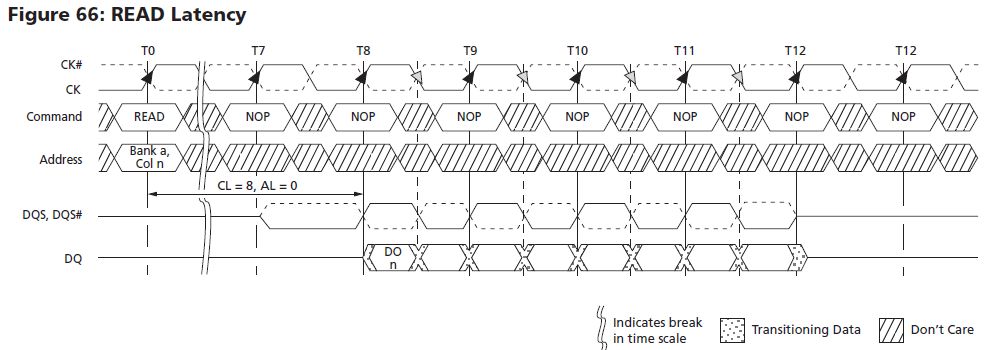 Figure 66: READ Latency
T0 T7 T8 T9 T10 T11 T12 T12
CK#
CK
Command READ NOP NOP NOP NOP NOP NOP NOP
Address Bank a,
Col n
CL = 8, AL = 0
DQS, DQS#
DQ DO
n
Indicates break
in time scale
Transitioning Data
Don't Care